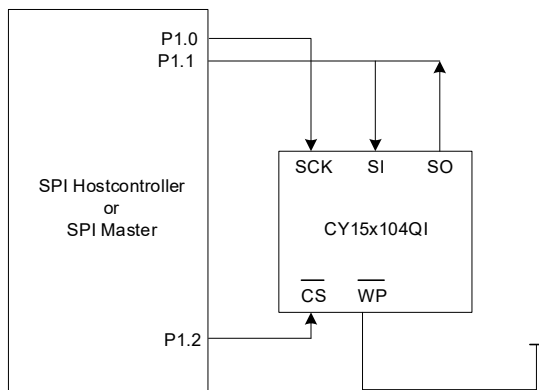 P1.0
P1.1
SCK SI SO
SPI Hostcontroller
or
SPI Master
CY15x104QI
CS WP
P1.2